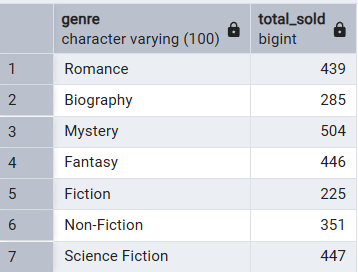 genre total_sold
character varying (100) bigint
1 Romance 439
2 Biography 285
3 Mystery 504
4 Fantasy 446
5 Fiction 225
6 Non-Fiction 351
7 Science Fiction 447